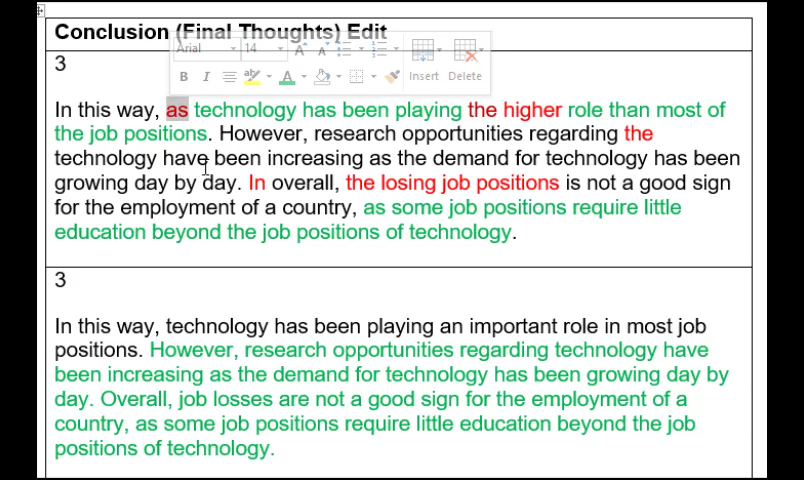 Conclusion (Final Thoughts) Edit
Arial 14
Insert Delete
3
In this way, as technology has been playing the higher role than most of
the job positions. However, research opportunities regarding the
technology have been increasing as the demand for technology has been
growing day by day. In overall, the losing job positions is not a good sign
for the employment of a country, as some job positions require little
education beyond the job positions of technology.
3
In this way, technology has been playing an important role in most job
positions. However, research opportunities regarding technology have
been increasing as the demand for technology has been growing day by
day. Overall, job losses are not a good sign for the employment of a
country, as some job positions require little education beyond the job
positions of technology.